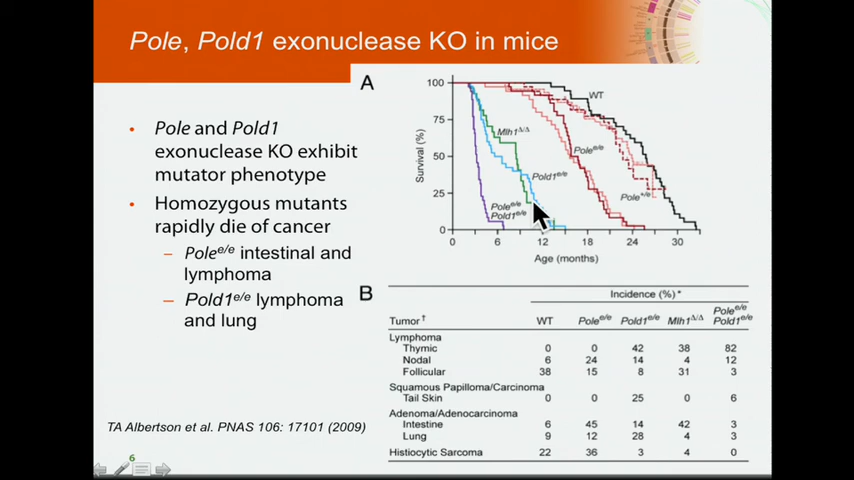 Pole, Pold1 exonuclease KO in mice
• Pole and Pold1
exonuclease KO exhibit
mutator phenotype
• Homozygous mutants
rapidly die of cancer
– Pole e/e intestinal and
lymphoma
– Pold1 e/e lymphoma
and lung
TA Albertson et al. PNAS 106: 17101 (2009)
6
A
Survival (%)
100
75
50
25
0
0 6 12 18 24 30
Age (months)
WT
Mlh1 Δ/Δ
Pole e/e
Pold1 e/e
Pole +/e
Pole e/e
Pold1 e/e
B
Incidence (%) *
Tumor † WT Pole e/e Pold1 e/e Mlh1 Δ/Δ Pole e/e Pold1 e/e
Lymphoma
Thymic 0 0 42 38 82
Nodal 6 24 14 4 12
Follicular 38 15 8 31 3
Squamous Papilloma/Carcinoma
Tail Skin 0 0 25 0 6
Adenoma/Adenocarcinoma
Intestine 6 45 14 42 3
Lung 9 12 28 4 3
Histiocytic Sarcoma 22 36 3 4 0